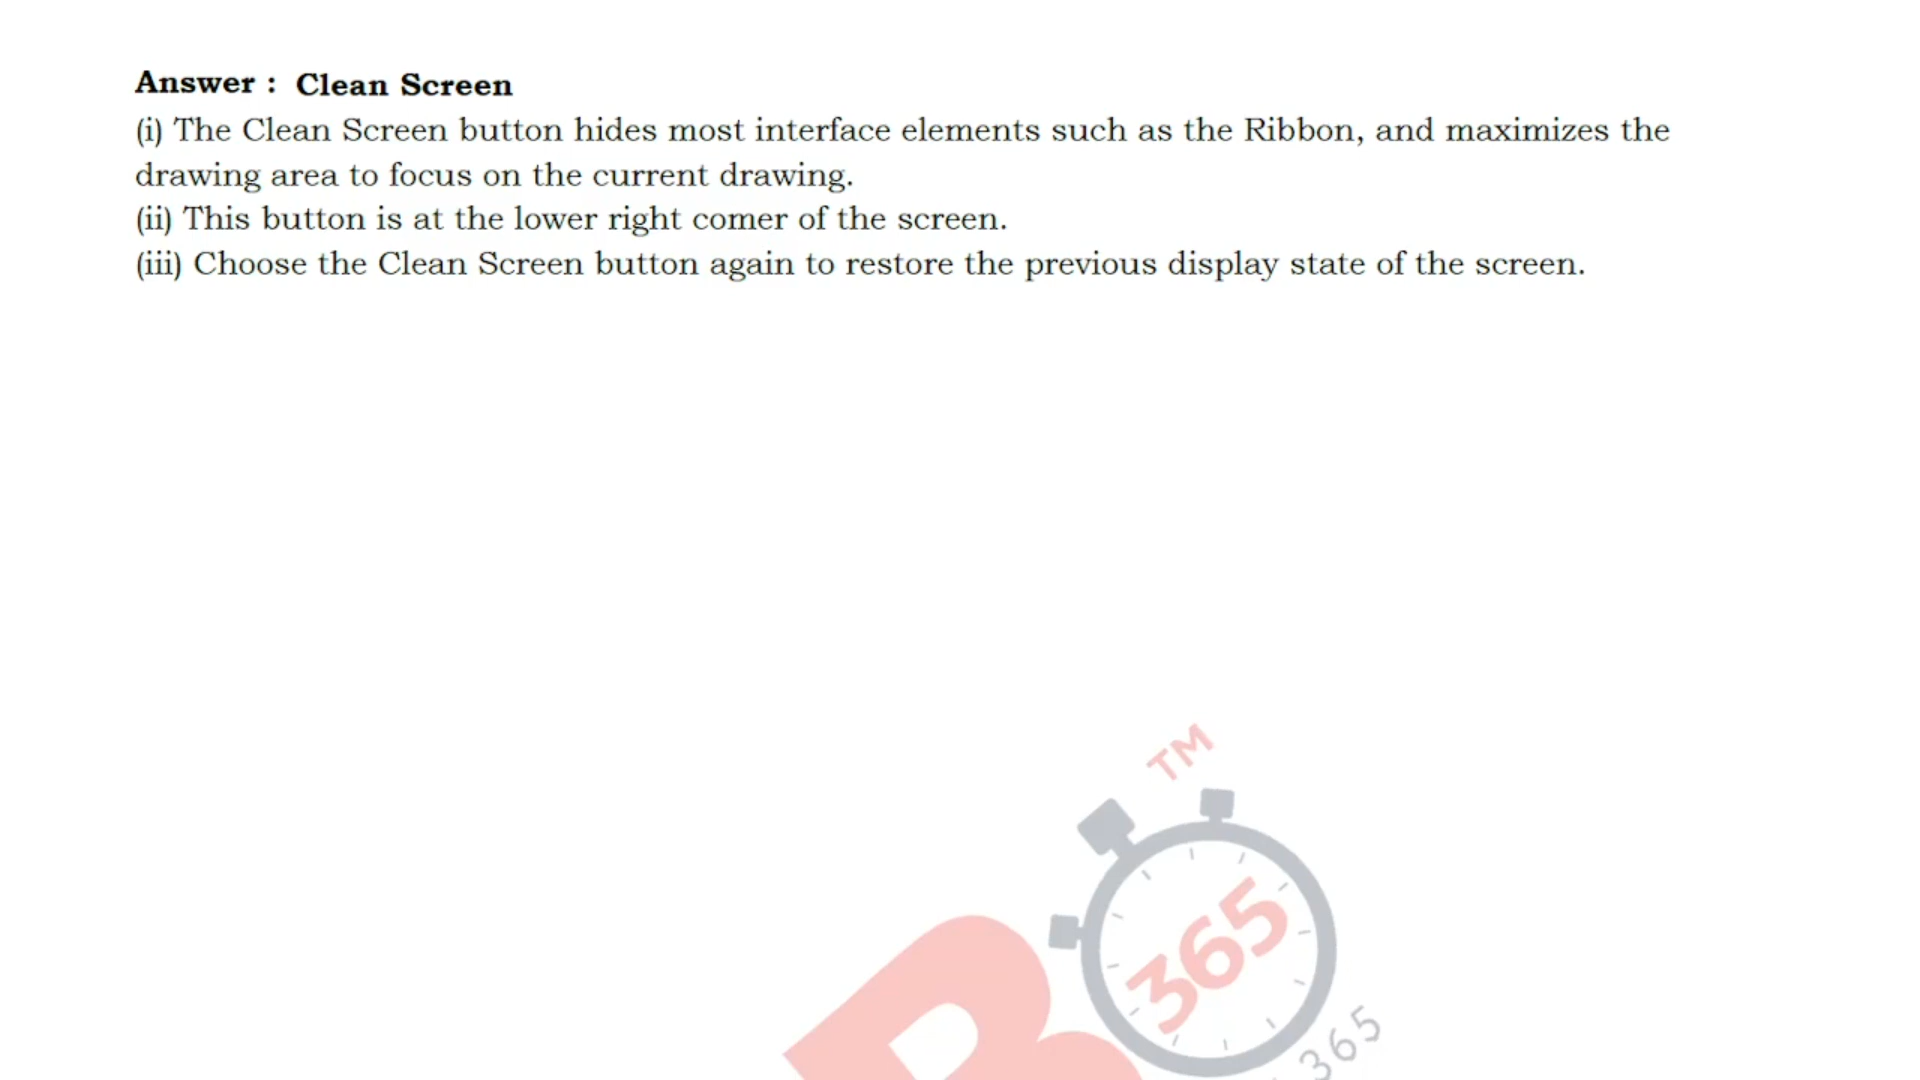 Answer : Clean Screen
(i) The Clean Screen button hides most interface elements such as the Ribbon, and maximizes the
drawing area to focus on the current drawing.
(ii) This button is at the lower right comer of the screen.
(iii) Choose the Clean Screen button again to restore the previous display state of the screen.
TM
365
365